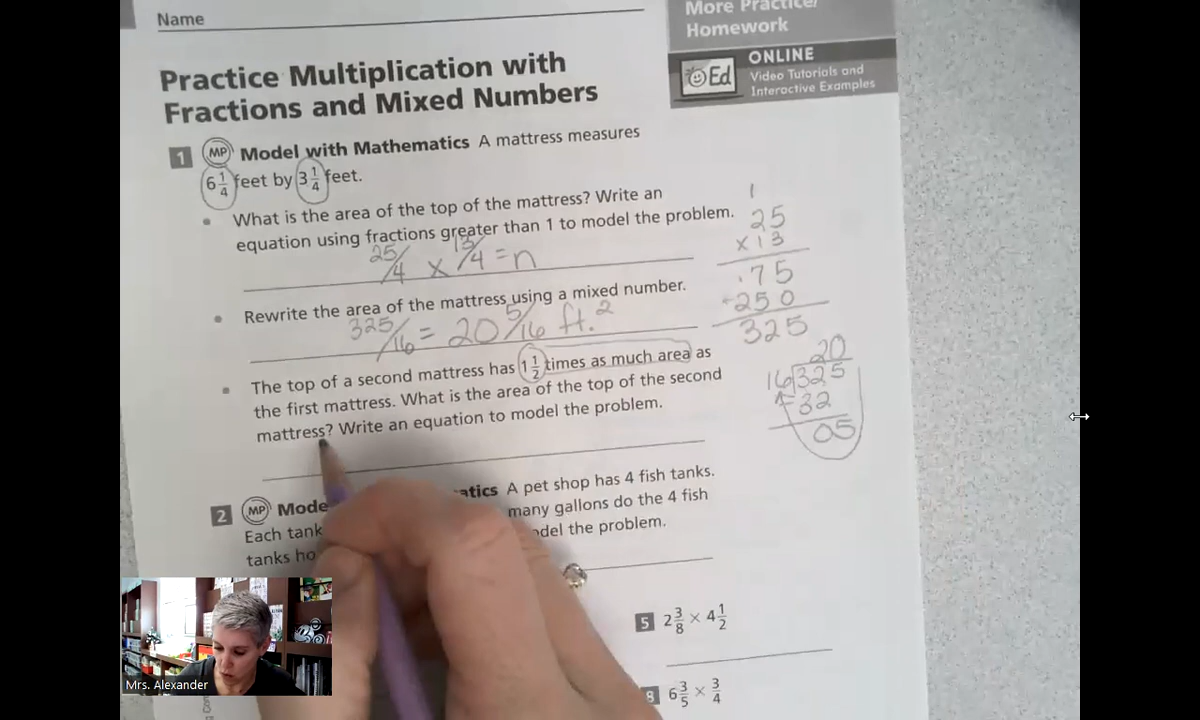 Name
More Practice/
Homework
ONLINE
Ed
Video Tutorials and
Interactive Examples
Practice Multiplication with
Fractions and Mixed Numbers
1 MP Model with Mathematics A mattress measures
6 1/4 feet by 3 1/4 feet.
• What is the area of the top of the mattress? Write an
equation using fractions greater than 1 to model the problem.
25/4 × 13/4 = n
• Rewrite the area of the mattress using a mixed number.
325/16 = 20 5/16 ft.²
• The top of a second mattress has 1 1/2 times as much area as
the first mattress. What is the area of the top of the second
mattress? Write an equation to model the problem.
1
25
×13
75
250
325
20
16 325
32
05
2 MP Mode
A pet shop has 4 fish tanks.
Each tank
many gallons do the 4 fish
tanks
the problem.
5 2 3/8 × 4 1/2
8 6 3/5 × 3/4
Mrs. Alexander